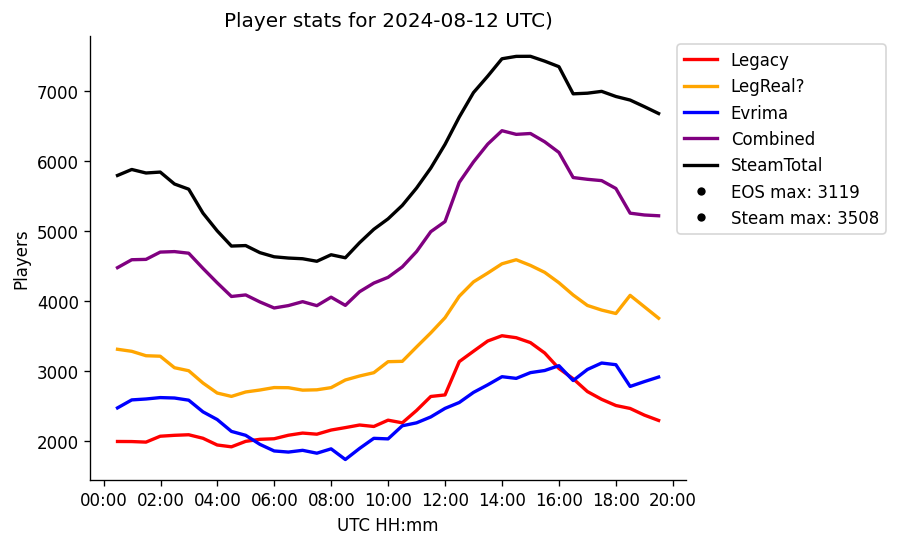 Player stats for 2024-08-12 UTC)
Legacy
LegReal?
Evrima
Combined
SteamTotal
EOS max: 3119
Steam max: 3508
Players
7000
6000
5000
4000
3000
2000
00:00 02:00 04:00 06:00 08:00 10:00 12:00 14:00 16:00 18:00 20:00
UTC HH:mm